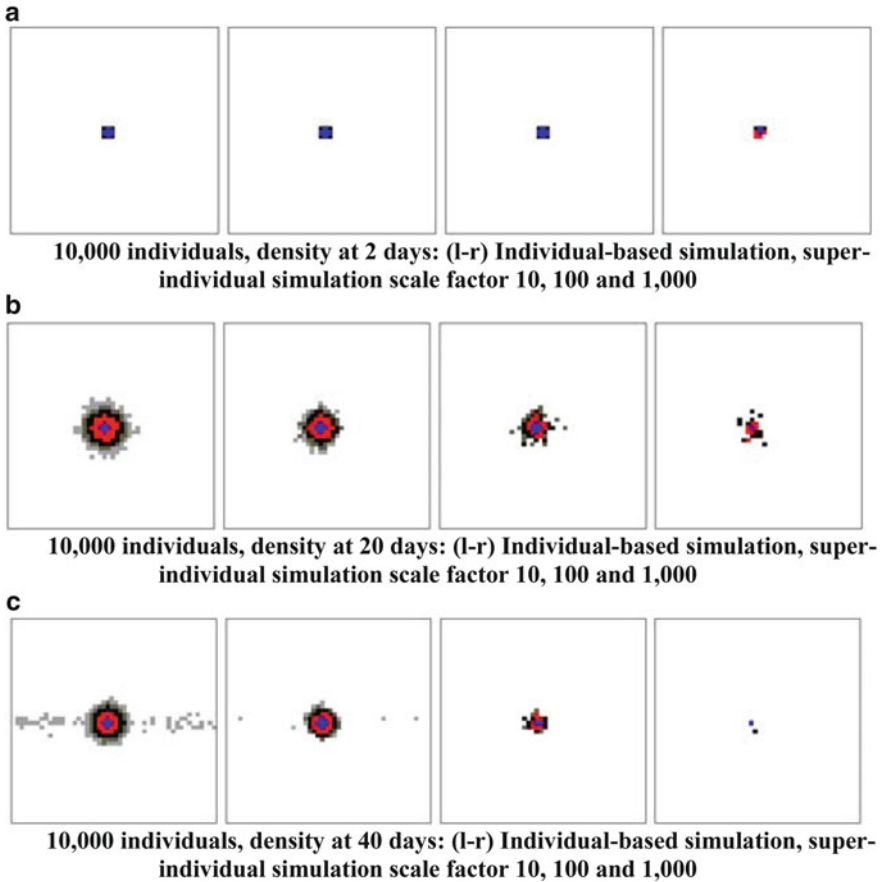 a
10,000 individuals, density at 2 days: (l-r) Individual-based simulation, super-
individual simulation scale factor 10, 100 and 1,000
b
10,000 individuals, density at 20 days: (l-r) Individual-based simulation, super-
individual simulation scale factor 10, 100 and 1,000
c
10,000 individuals, density at 40 days: (l-r) Individual-based simulation, super-
individual simulation scale factor 10, 100 and 1,000